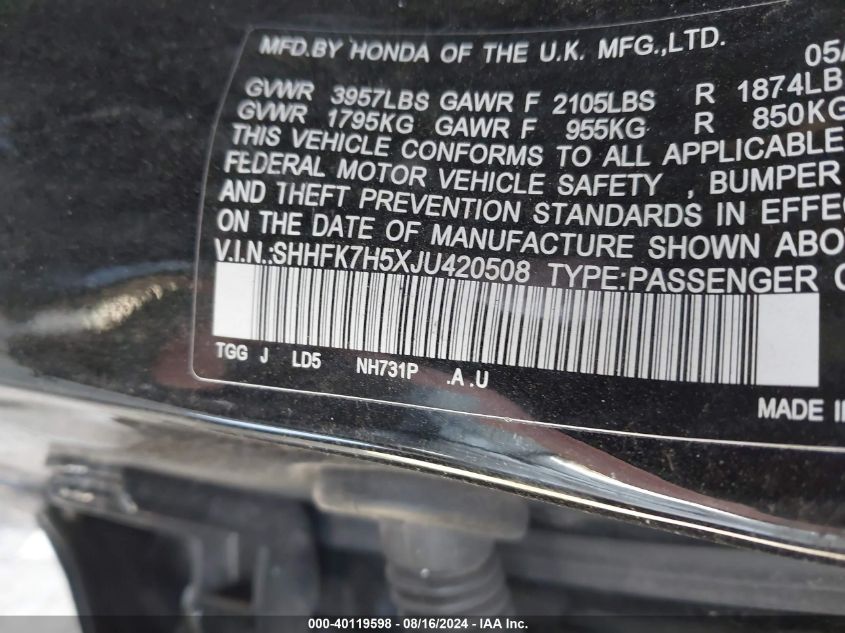 MFD.BY HONDA OF THE U.K. MFG.,LTD. 05/
GVWR 3957LBS GAWR F 2105LBS R 1874LB
GVWR 1795KG GAWR F 955KG R 850KG
THIS VEHICLE CONFORMS TO ALL APPLICABLE
FEDERAL MOTOR VEHICLE SAFETY , BUMPER
AND THEFT PREVENTION STANDARDS IN EFFE
ON THE DATE OF MANUFACTURE SHOWN ABO
V.I.N.:SHHFK7H5XJU420508 TYPE:PASSENGER
TGG J LD5 NH731P .A .U
MADE I
000-40119598 - 08/16/2024 - IAA Inc.